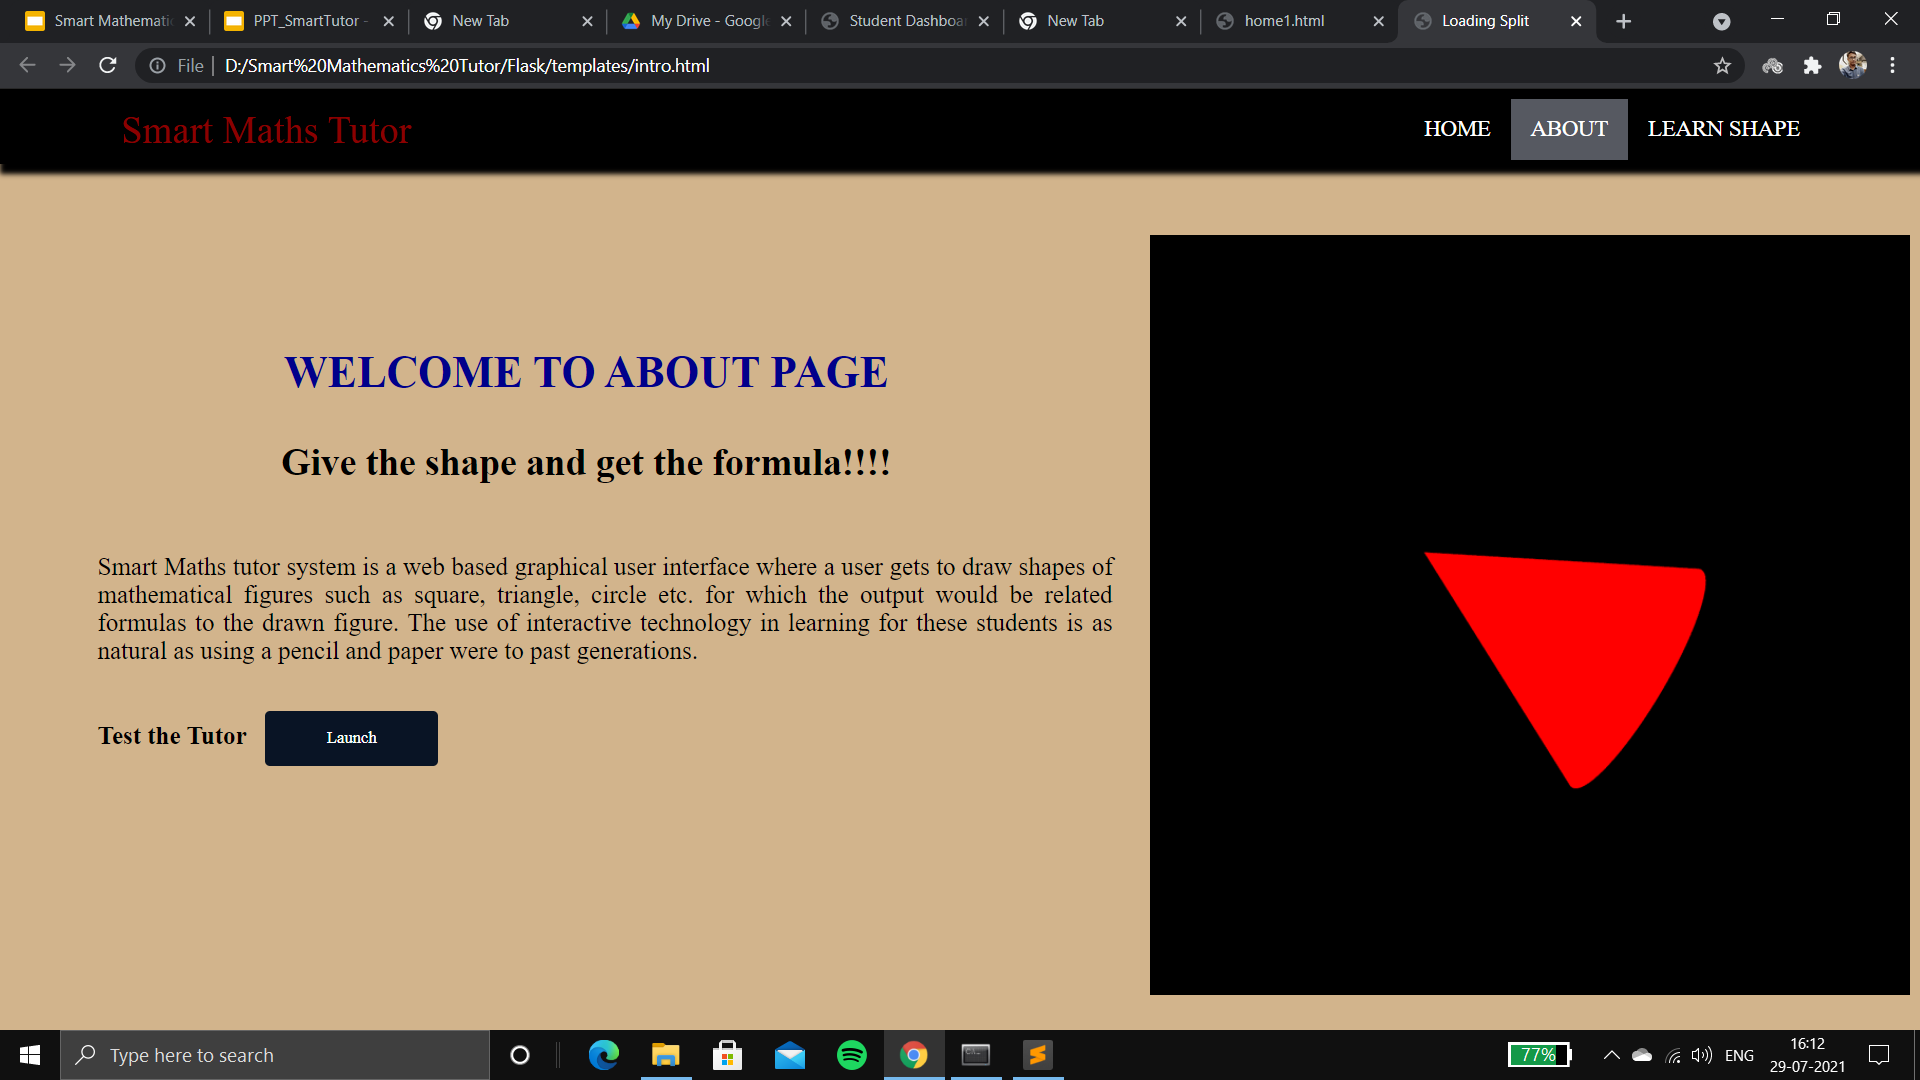 Smart Mathematic
PPT_SmartTutor -
New Tab
My Drive - Google
Student Dashboar
New Tab
home1.html
Loading Split
File
D:/Smart%20Mathematics%20Tutor/Flask/templates/intro.html
Smart Maths Tutor
HOME
ABOUT
LEARN SHAPE
WELCOME TO ABOUT PAGE
Give the shape and get the formula!!!!
Smart Maths tutor system is a web based graphical user interface where a user gets to draw shapes of
mathematical figures such as square, triangle, circle etc. for which the output would be related
formulas to the drawn figure. The use of interactive technology in learning for these students is as
natural as using a pencil and paper were to past generations.
Test the Tutor
Launch
Type here to search
77%
ENG
16:12
29-07-2021